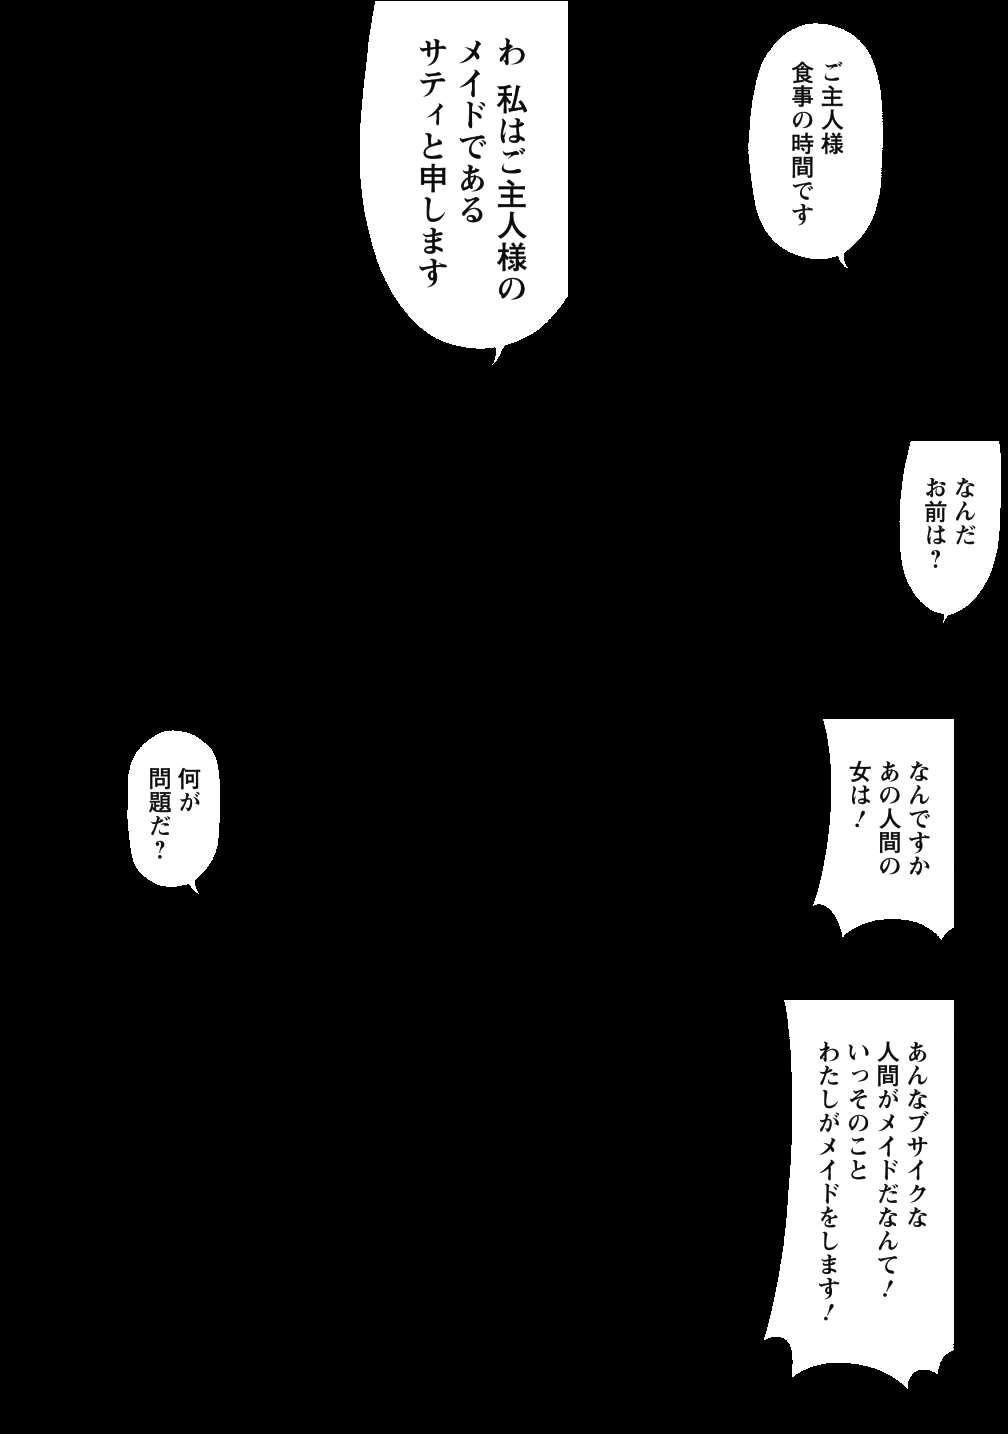 ご主人様
食事の時間です
わ 私はご主人様の
メイドである
サティと申します
なんだ
お前は?
なんですか
あの人間の
女は!
何が
問題だ?
あんなブサイクな
人間がメイドだなんて!
いっそのこと
わたしがメイドをします!